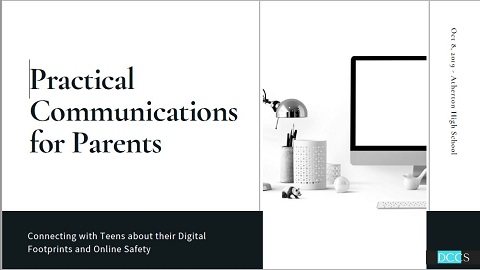 Practical
Communications
for Parents
Connecting with Teens about their Digital
Footprints and Online Safety
Oct 8, 2019 - Atherton High School
DCCS